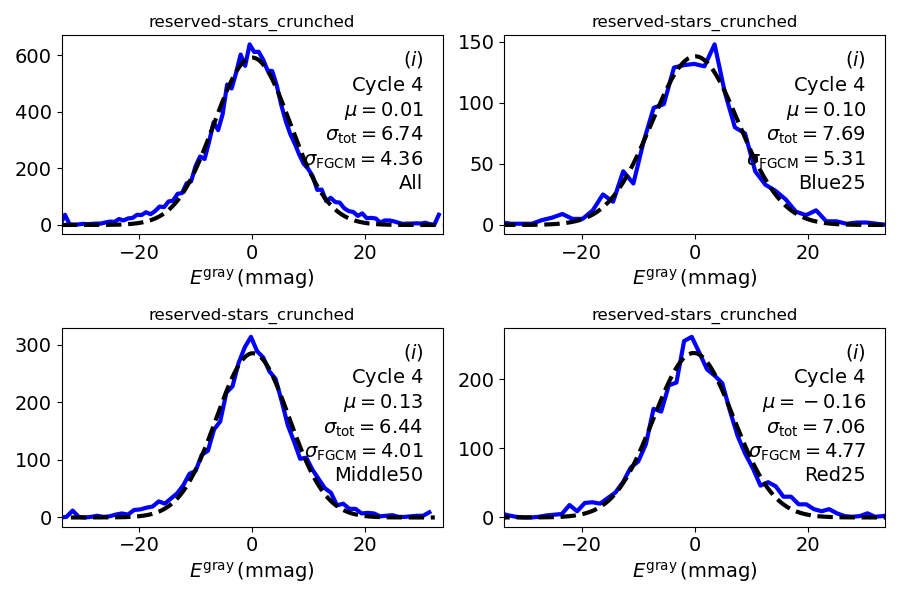 reserved-stars_crunched
600
400
200
0
(i)
Cycle 4
μ = 0.01
σtot = 6.74
σFGCM = 4.36
All
−20 0 20
Egray (mmag)
reserved-stars_crunched
150
100
50
0
(i)
Cycle 4
μ = 0.10
σtot = 7.69
σFGCM = 5.31
Blue25
−20 0 20
Egray (mmag)
reserved-stars_crunched
300
200
100
0
(i)
Cycle 4
μ = 0.13
σtot = 6.44
σFGCM = 4.01
Middle50
−20 0 20
Egray (mmag)
reserved-stars_crunched
200
100
0
(i)
Cycle 4
μ = −0.16
σtot = 7.06
σFGCM = 4.77
Red25
−20 0 20
Egray (mmag)